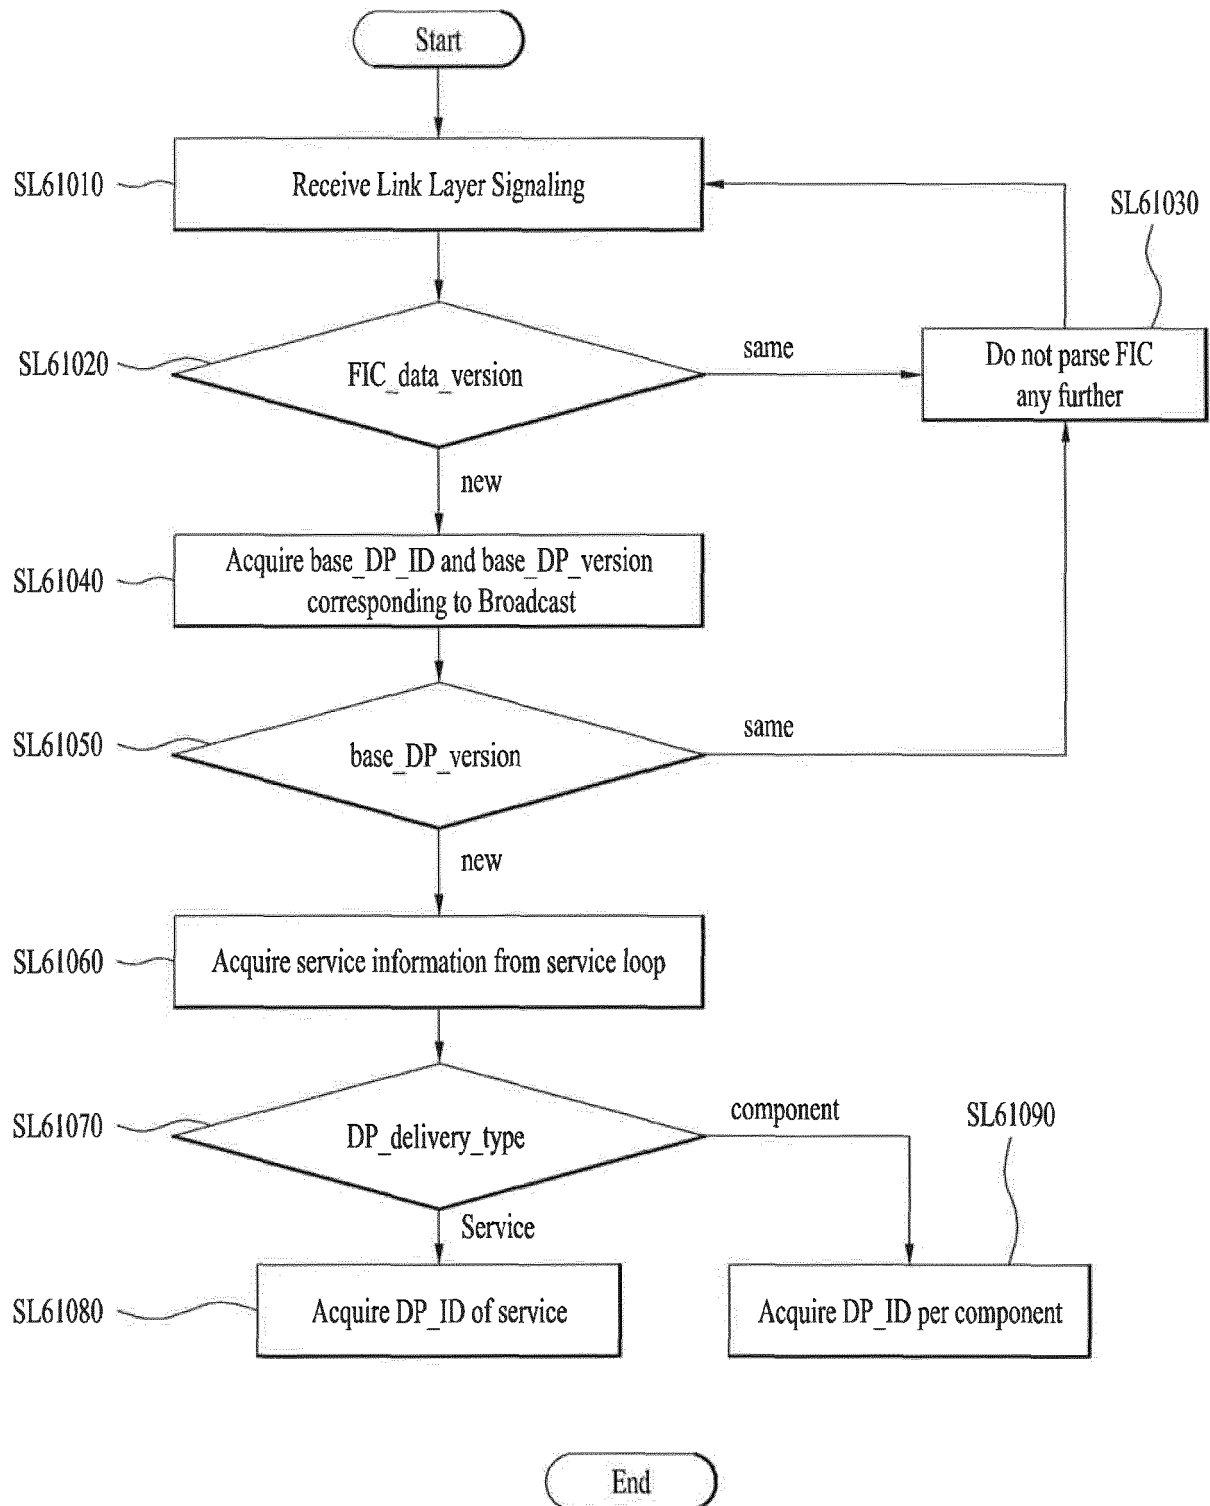 Start
SL61010
Receive Link Layer Signaling
SL61030
SL61020
FIC_data_version
same
Do not parse FIC
any further
new
SL61040
Acquire base_DP_ID and base_DP_version
corresponding to Broadcast
SL61050
base_DP_version
same
new
SL61060
Acquire service information from service loop
SL61070
DP_delivery_type
component
SL61090
Service
SL61080
Acquire DP_ID of service
Acquire DP_ID per component
End